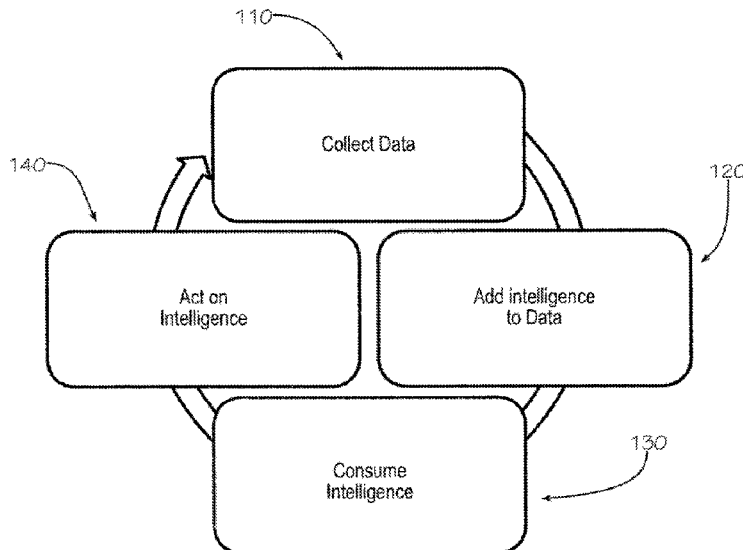 110
Collect Data
140
120
Act on
Intelligence
Add intelligence
to Data
130
Consume
Intelligence